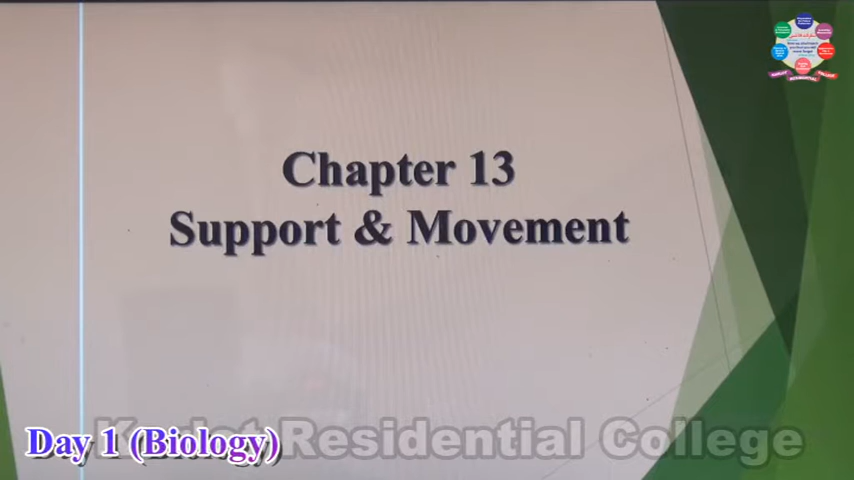 Chapter 13
Support & Movement
Day 1 (Biology)
Residential College